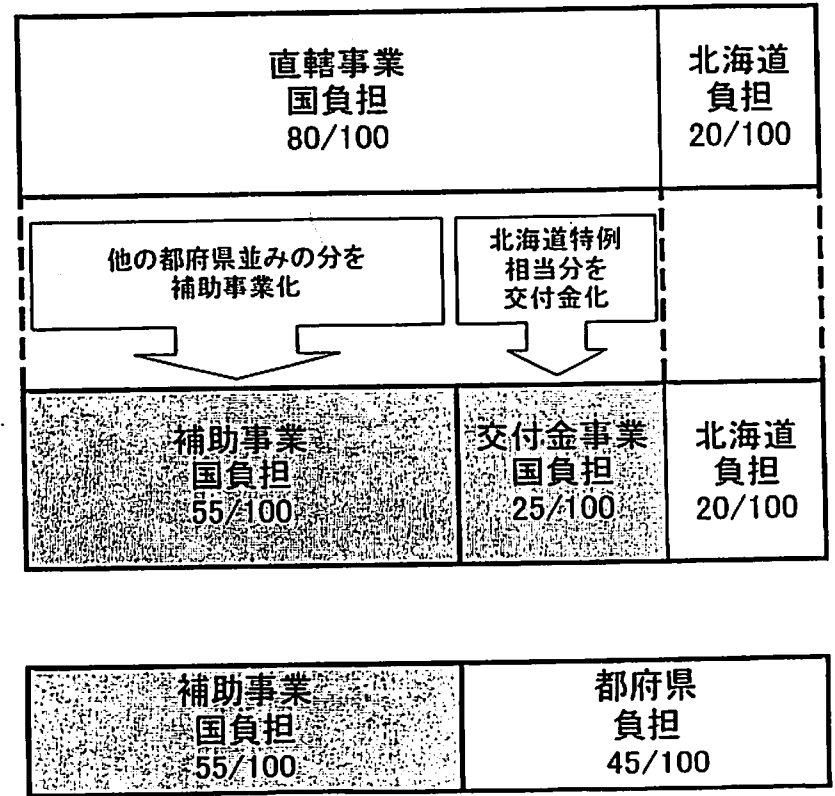 直轄事業
国負担
80/100
北海道
負担
20/100
他の都府県並みの分を
補助事業化
北海道特例
相当分を
交付金化
補助事業
国負担
55/100
交付金事業
国負担
25/100
北海道
負担
20/100
補助事業
国負担
55/100
都府県
負担
45/100